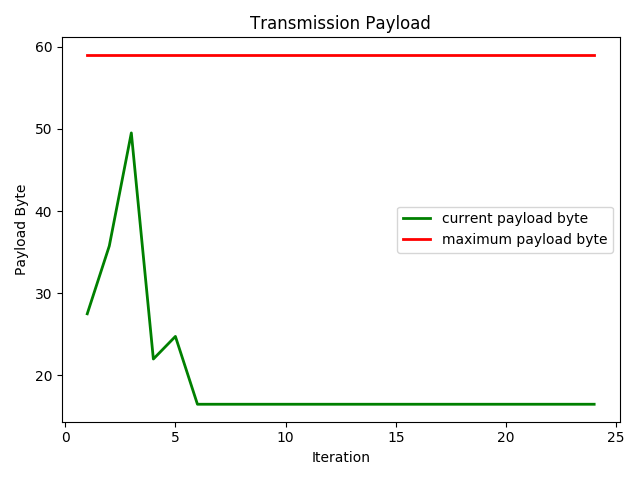 Transmission Payload
Payload Byte
60
50
40
30
20
current payload byte
maximum payload byte
0
5
10
15
20
25
Iteration